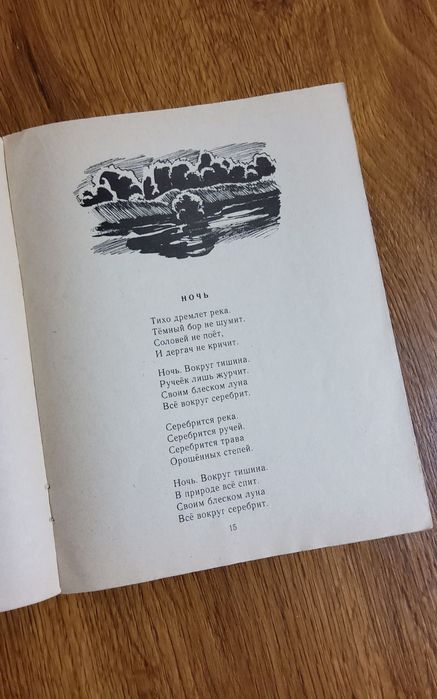 НОЧЬ
Тихо дремлет река.
Тёмный бор не шумит.
Соловей не поёт,
И дергач не кричит.
Ночь. Вокруг тишина.
Ручеёк лишь журчит.
Своим блеском луна
Всё вокруг серебрит.
Серебрится река.
Серебрится ручей.
Серебрится трава
Орошённых степей.
Ночь. Вокруг тишина.
В природе всё спит.
Своим блеском луна
Всё вокруг серебрит.
15